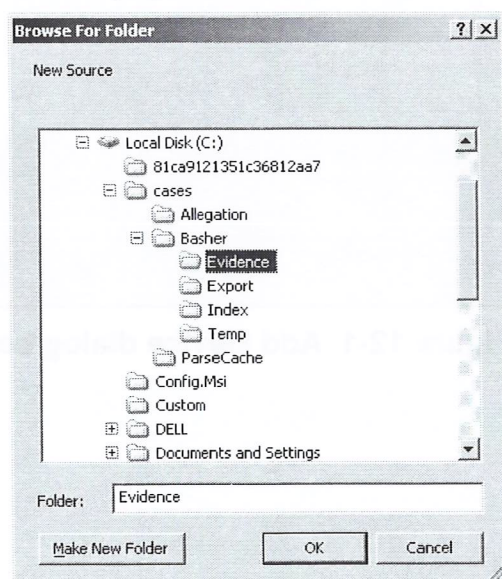 Browse For Folder
New Source
Local Disk (C:)
81ca9121351c36812aa7
cases
Allegation
Basher
Evidence
Export
Index
Temp
ParseCache
Config.Msi
Custom
DELL
Documents and Settings
Folder: Evidence
Make New Folder OK Cancel